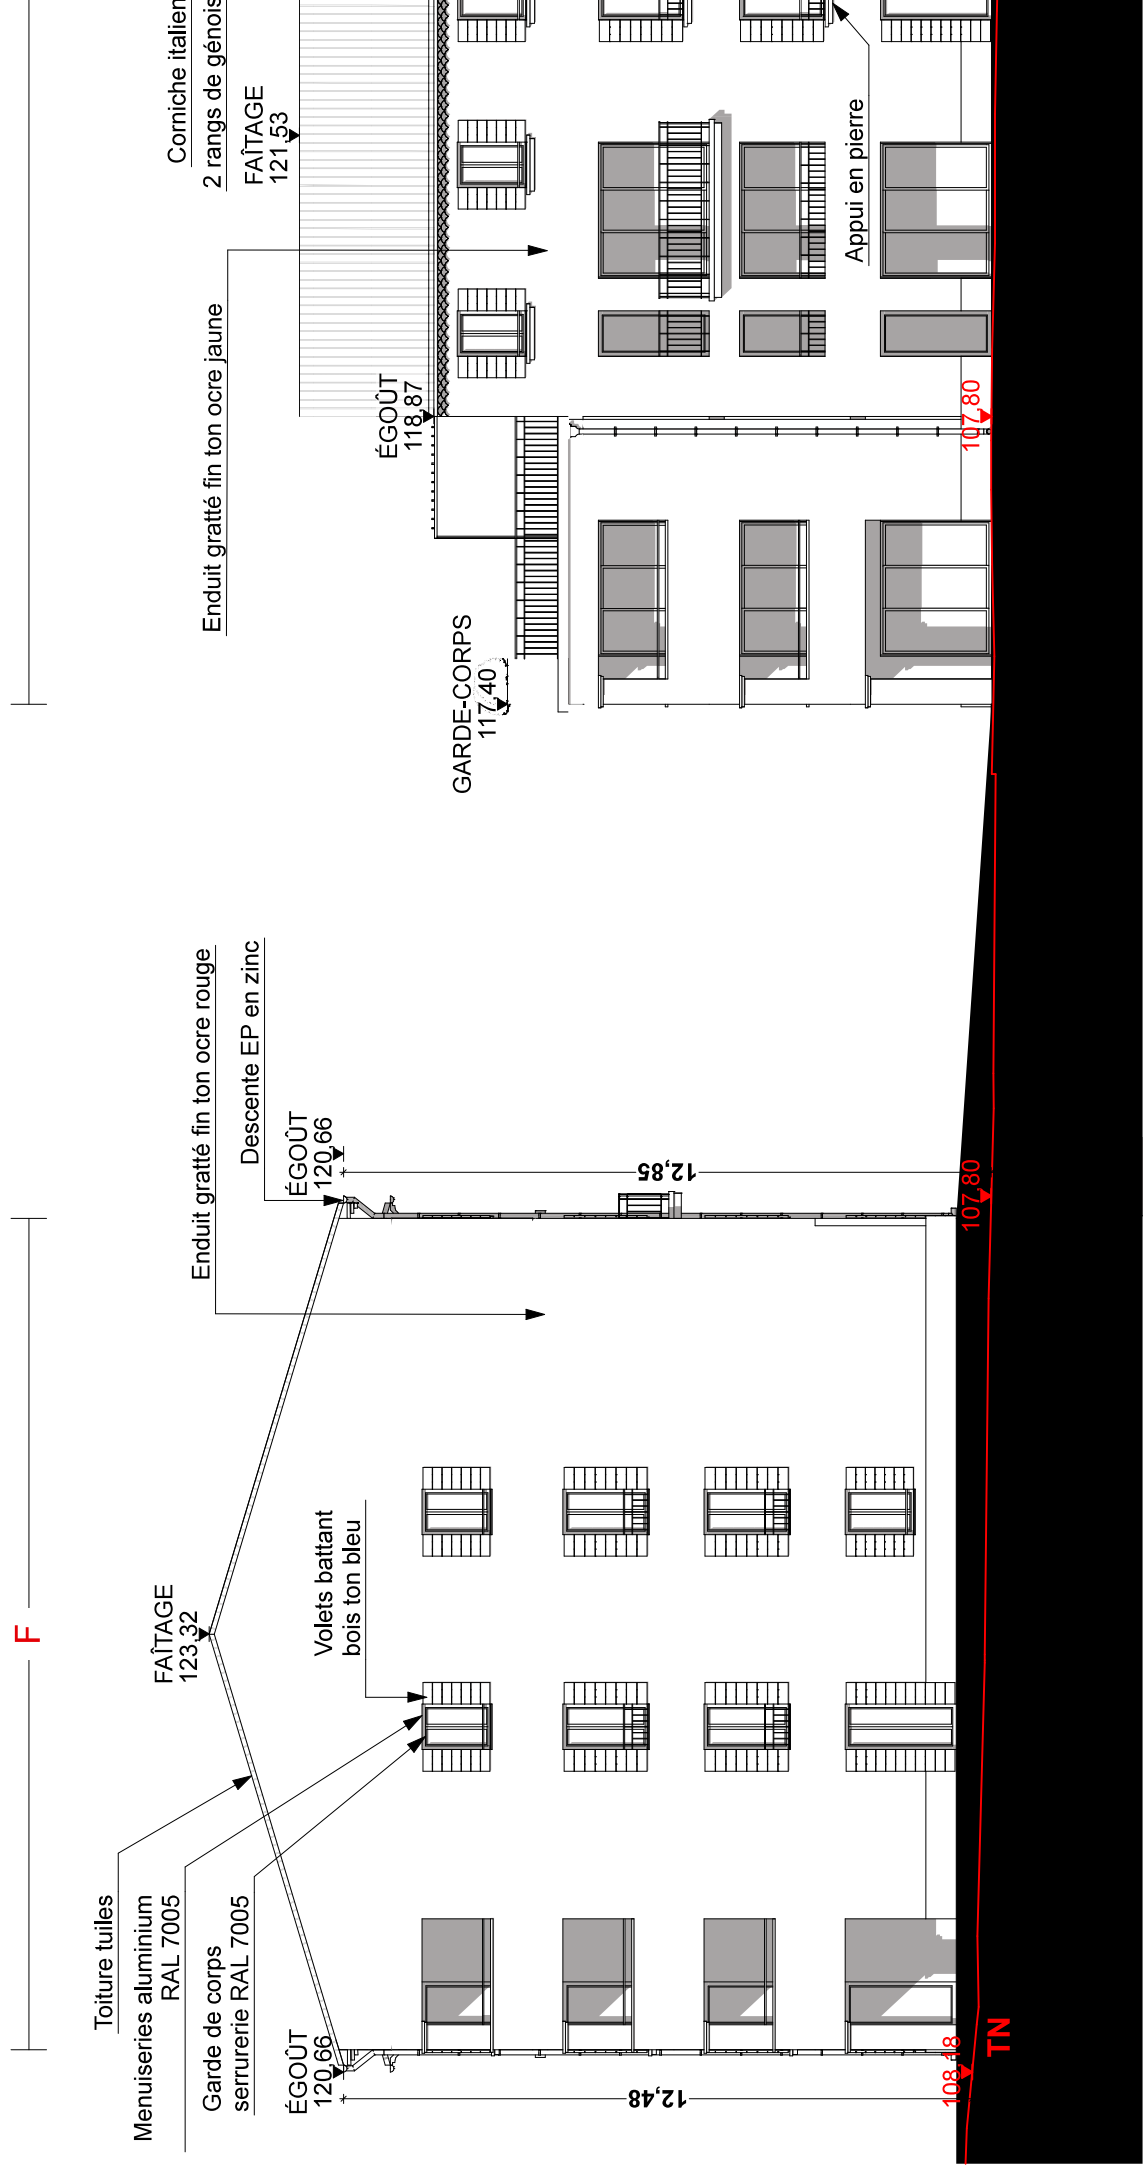 F
Toiture tuiles
Menuiseries aluminium
RAL 7005
Garde de corps
serrurerie RAL 7005
ÉGOÛT
120,66
12,48
108,18
TN
FAÎTAGE
123,32
Volets battant
bois ton bleu
Enduit gratté fin ton ocre rouge
Descente EP en zinc
ÉGOÛT
120,66
12,85
107,80
GARDE-CORPS
117,40
Enduit gratté fin ton ocre jaune
ÉGOÛT
118,87
107,80
Corniche italien
2 rangs de génois
FAÎTAGE
121,53
Appui en pierre